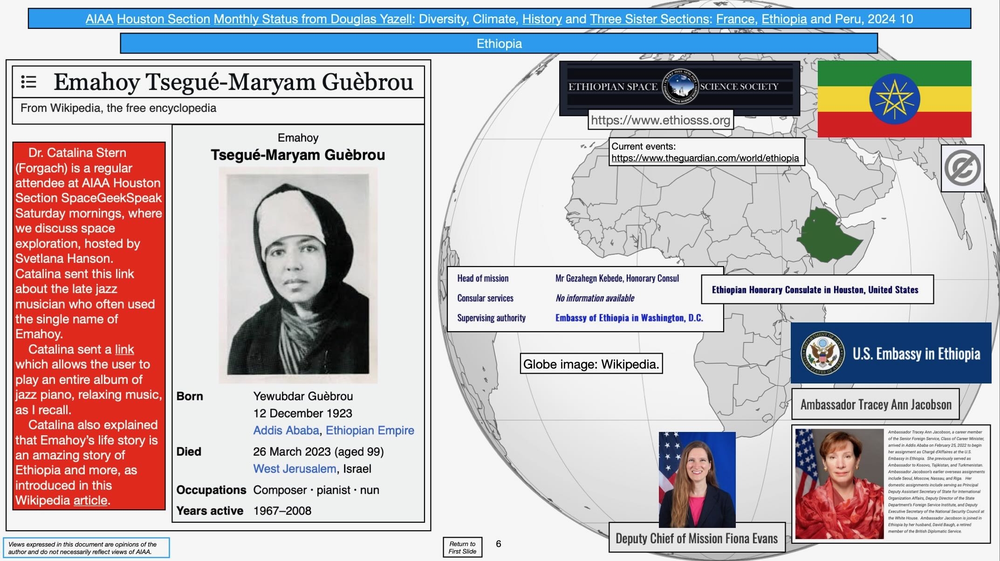 AIAA Houston Section Monthly Status from Douglas Yazell: Diversity, Climate, History and Three Sister Sections: France, Ethiopia and Peru, 2024 10
Ethiopia
Emahoy Tsegué-Maryam Guèbrou
From Wikipedia, the free encyclopedia
Dr. Catalina Stern
(Forgach) is a regular
attendee at AIAA Houston
Section SpaceGeekSpeak
Saturday mornings, where
we discuss space
exploration, hosted by
Svetlana Hanson.
Catalina sent this link
about the late jazz
musician who often used
the single name of
Emahoy.
Catalina sent a link
which allows the user to
play an entire album of
jazz piano, relaxing music,
as I recall.
Catalina also explained
that Emahoy's life story is
an amazing story of
Ethiopia and more, as
introduced in this
Wikipedia article.
Emahoy
Tsegué-Maryam Guèbrou
Born Yewubdar Guèbrou
12 December 1923
Addis Ababa, Ethiopian Empire
Died 26 March 2023 (aged 99)
West Jerusalem, Israel
Occupations Composer · pianist · nun
Years active 1967–2008
ETHIOPIAN SPACE SCIENCE SOCIETY
https://www.ethiosss.org
Current events:
https://www.theguardian.com/world/ethiopia
Head of mission Mr Gezahegn Kebede, Honorary Consul
Consular services No information available
Supervising authority Embassy of Ethiopia in Washington, D.C.
Ethiopian Honorary Consulate in Houston, United States
Globe image: Wikipedia.
DEPARTMENT OF STATE
UNITED STATES OF AMERICA
U.S. Embassy in Ethiopia
Ambassador Tracey Ann Jacobson
Ambassador Tracey Ann Jacobson, a career member
of the Senior Foreign Service, Class of Career Minister,
arrived in Addis Ababa on February 25, 2022 to begin
her assignment as Chargé d'Affaires at the U.S.
Embassy in Ethiopia. She previously served as
Ambassador to Kosovo, Tajikistan, and Turkmenistan.
Ambassador Jacobson's earlier overseas assignments
include Seoul, Moscow, Nassau, and Riga. Her
domestic assignments include serving as Principal
Deputy Assistant Secretary of State for International
Organization Affairs, Deputy Director of the State
Department's Foreign Service Institute, and Deputy
Executive Secretary of the National Security Council at
the White House. Ambassador Jacobson is joined in
Ethiopia by her husband, David Baugh, a retired
member of the British Diplomatic Service.
Deputy Chief of Mission Fiona Evans
Views expressed in this document are opinions of the
author and do not necessarily reflect views of AIAA.
Return to
First Slide
6